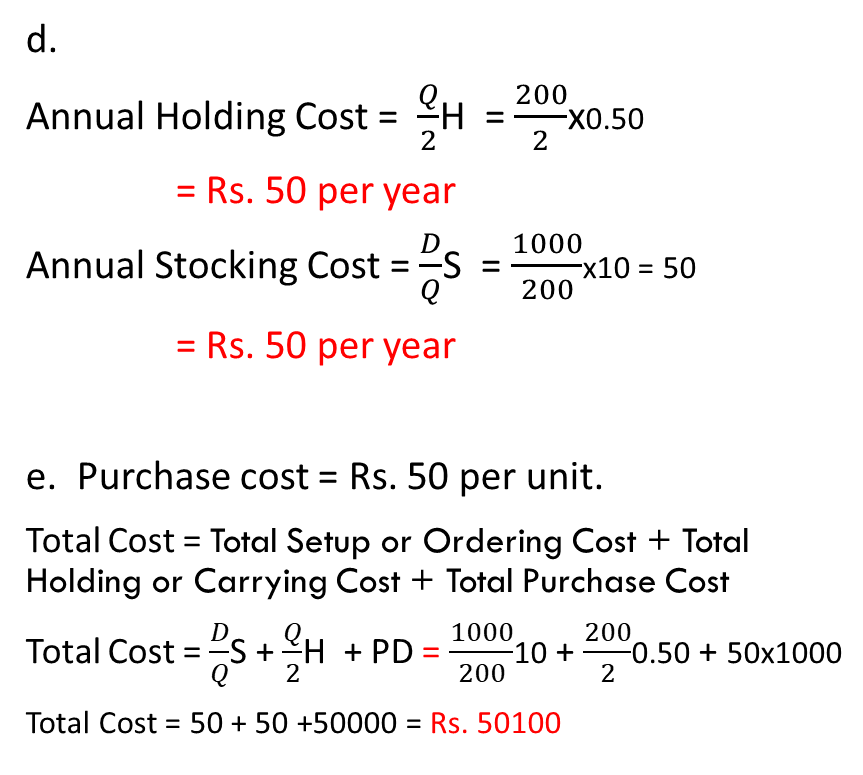 d.
Annual Holding Cost = Q/2 H = 200/2 x0.50
= Rs. 50 per year
Annual Stocking Cost = D/Q S = 1000/200 x10 = 50
= Rs. 50 per year
e. Purchase cost = Rs. 50 per unit.
Total Cost = Total Setup or Ordering Cost + Total
Holding or Carrying Cost + Total Purchase Cost
Total Cost = D/Q S + Q/2 H + PD = 1000/200 10 + 200/2 0.50 + 50x1000
Total Cost = 50 + 50 +50000 = Rs. 50100